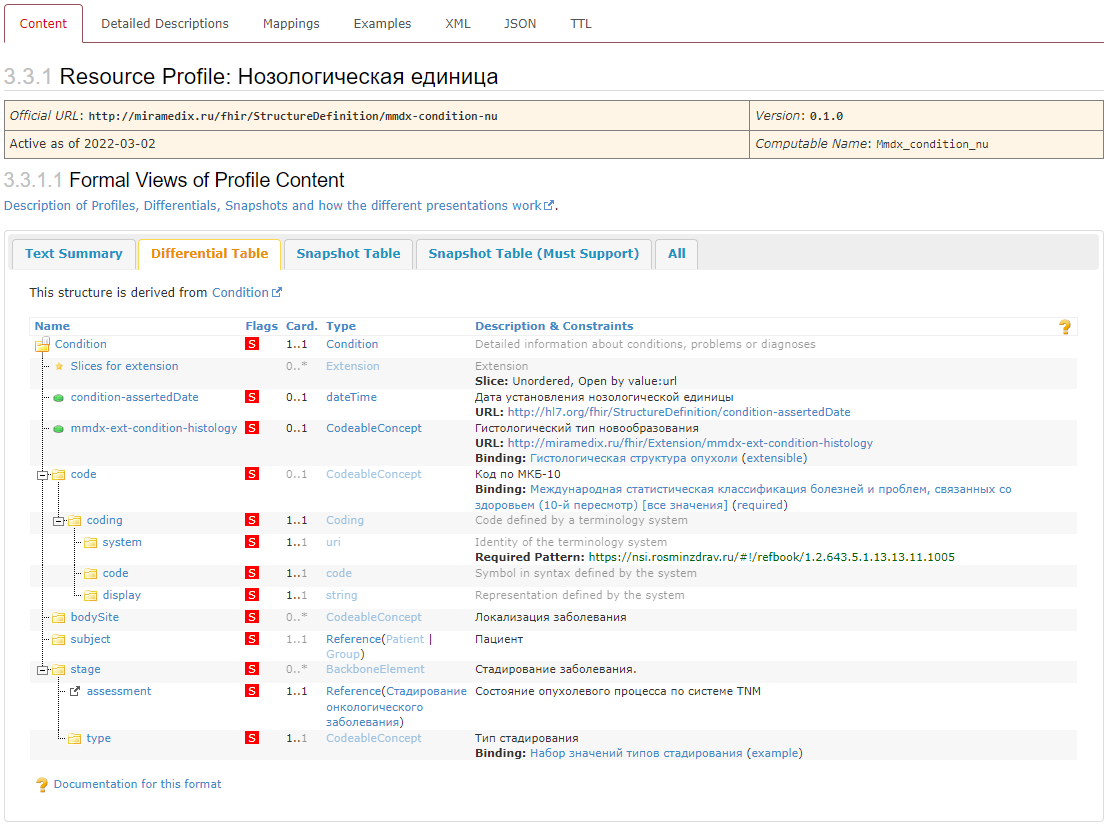 Content Detailed Descriptions Mappings Examples XML JSON TTL
3.3.1 Resource Profile: Нозологическая единица
Official URL: http://miramedix.ru/fhir/StructureDefinition/mmdx-condition-nu Version: 0.1.0
Active as of 2022-03-02 Computable Name: Mmdx_condition_nu
3.3.1.1 Formal Views of Profile Content
Description of Profiles, Differentials, Snapshots and how the different presentations work.
Text Summary Differential Table Snapshot Table Snapshot Table (Must Support) All
This structure is derived from Condition
Name Flags Card. Type Description & Constraints ?
Condition S 1..1 Condition Detailed information about conditions, problems or diagnoses
Slices for extension 0..* Extension Extension
Slice: Unordered, Open by value:url
condition-assertedDate S 0..1 dateTime Дата установления нозологической единицы
URL: http://hl7.org/fhir/StructureDefinition/condition-assertedDate
mmdx-ext-condition-histology S 0..1 CodeableConcept Гистологический тип новообразования
URL: http://miramedix.ru/fhir/Extension/mmdx-ext-condition-histology
Binding: Гистологическая структура опухоли (extensible)
code S 0..1 CodeableConcept Код по МКБ-10
Binding: Международная статистическая классификация болезней и проблем, связанных со
здоровьем (10-й пересмотр) [все значения] (required)
coding S 1..1 Coding Code defined by a terminology system
system S 1..1 uri Identity of the terminology system
Required Pattern: https://nsi.rosminzdrav.ru/#!/refbook/1.2.643.5.1.13.13.11.1005
code S 1..1 code Symbol in syntax defined by the system
display S 1..1 string Representation defined by the system
bodySite S 0..* CodeableConcept Локализация заболевания
subject S 1..1 Reference(Patient | Пациент
Group)
stage S 0..* BackboneElement Стадирование заболевания.
assessment S 1..1 Reference(Стадирование Состояние опухолевого процесса по системе TNM
онкологического
заболевания)
type S 1..1 CodeableConcept Тип стадирования
Binding: Набор значений типов стадирования (example)
? Documentation for this format